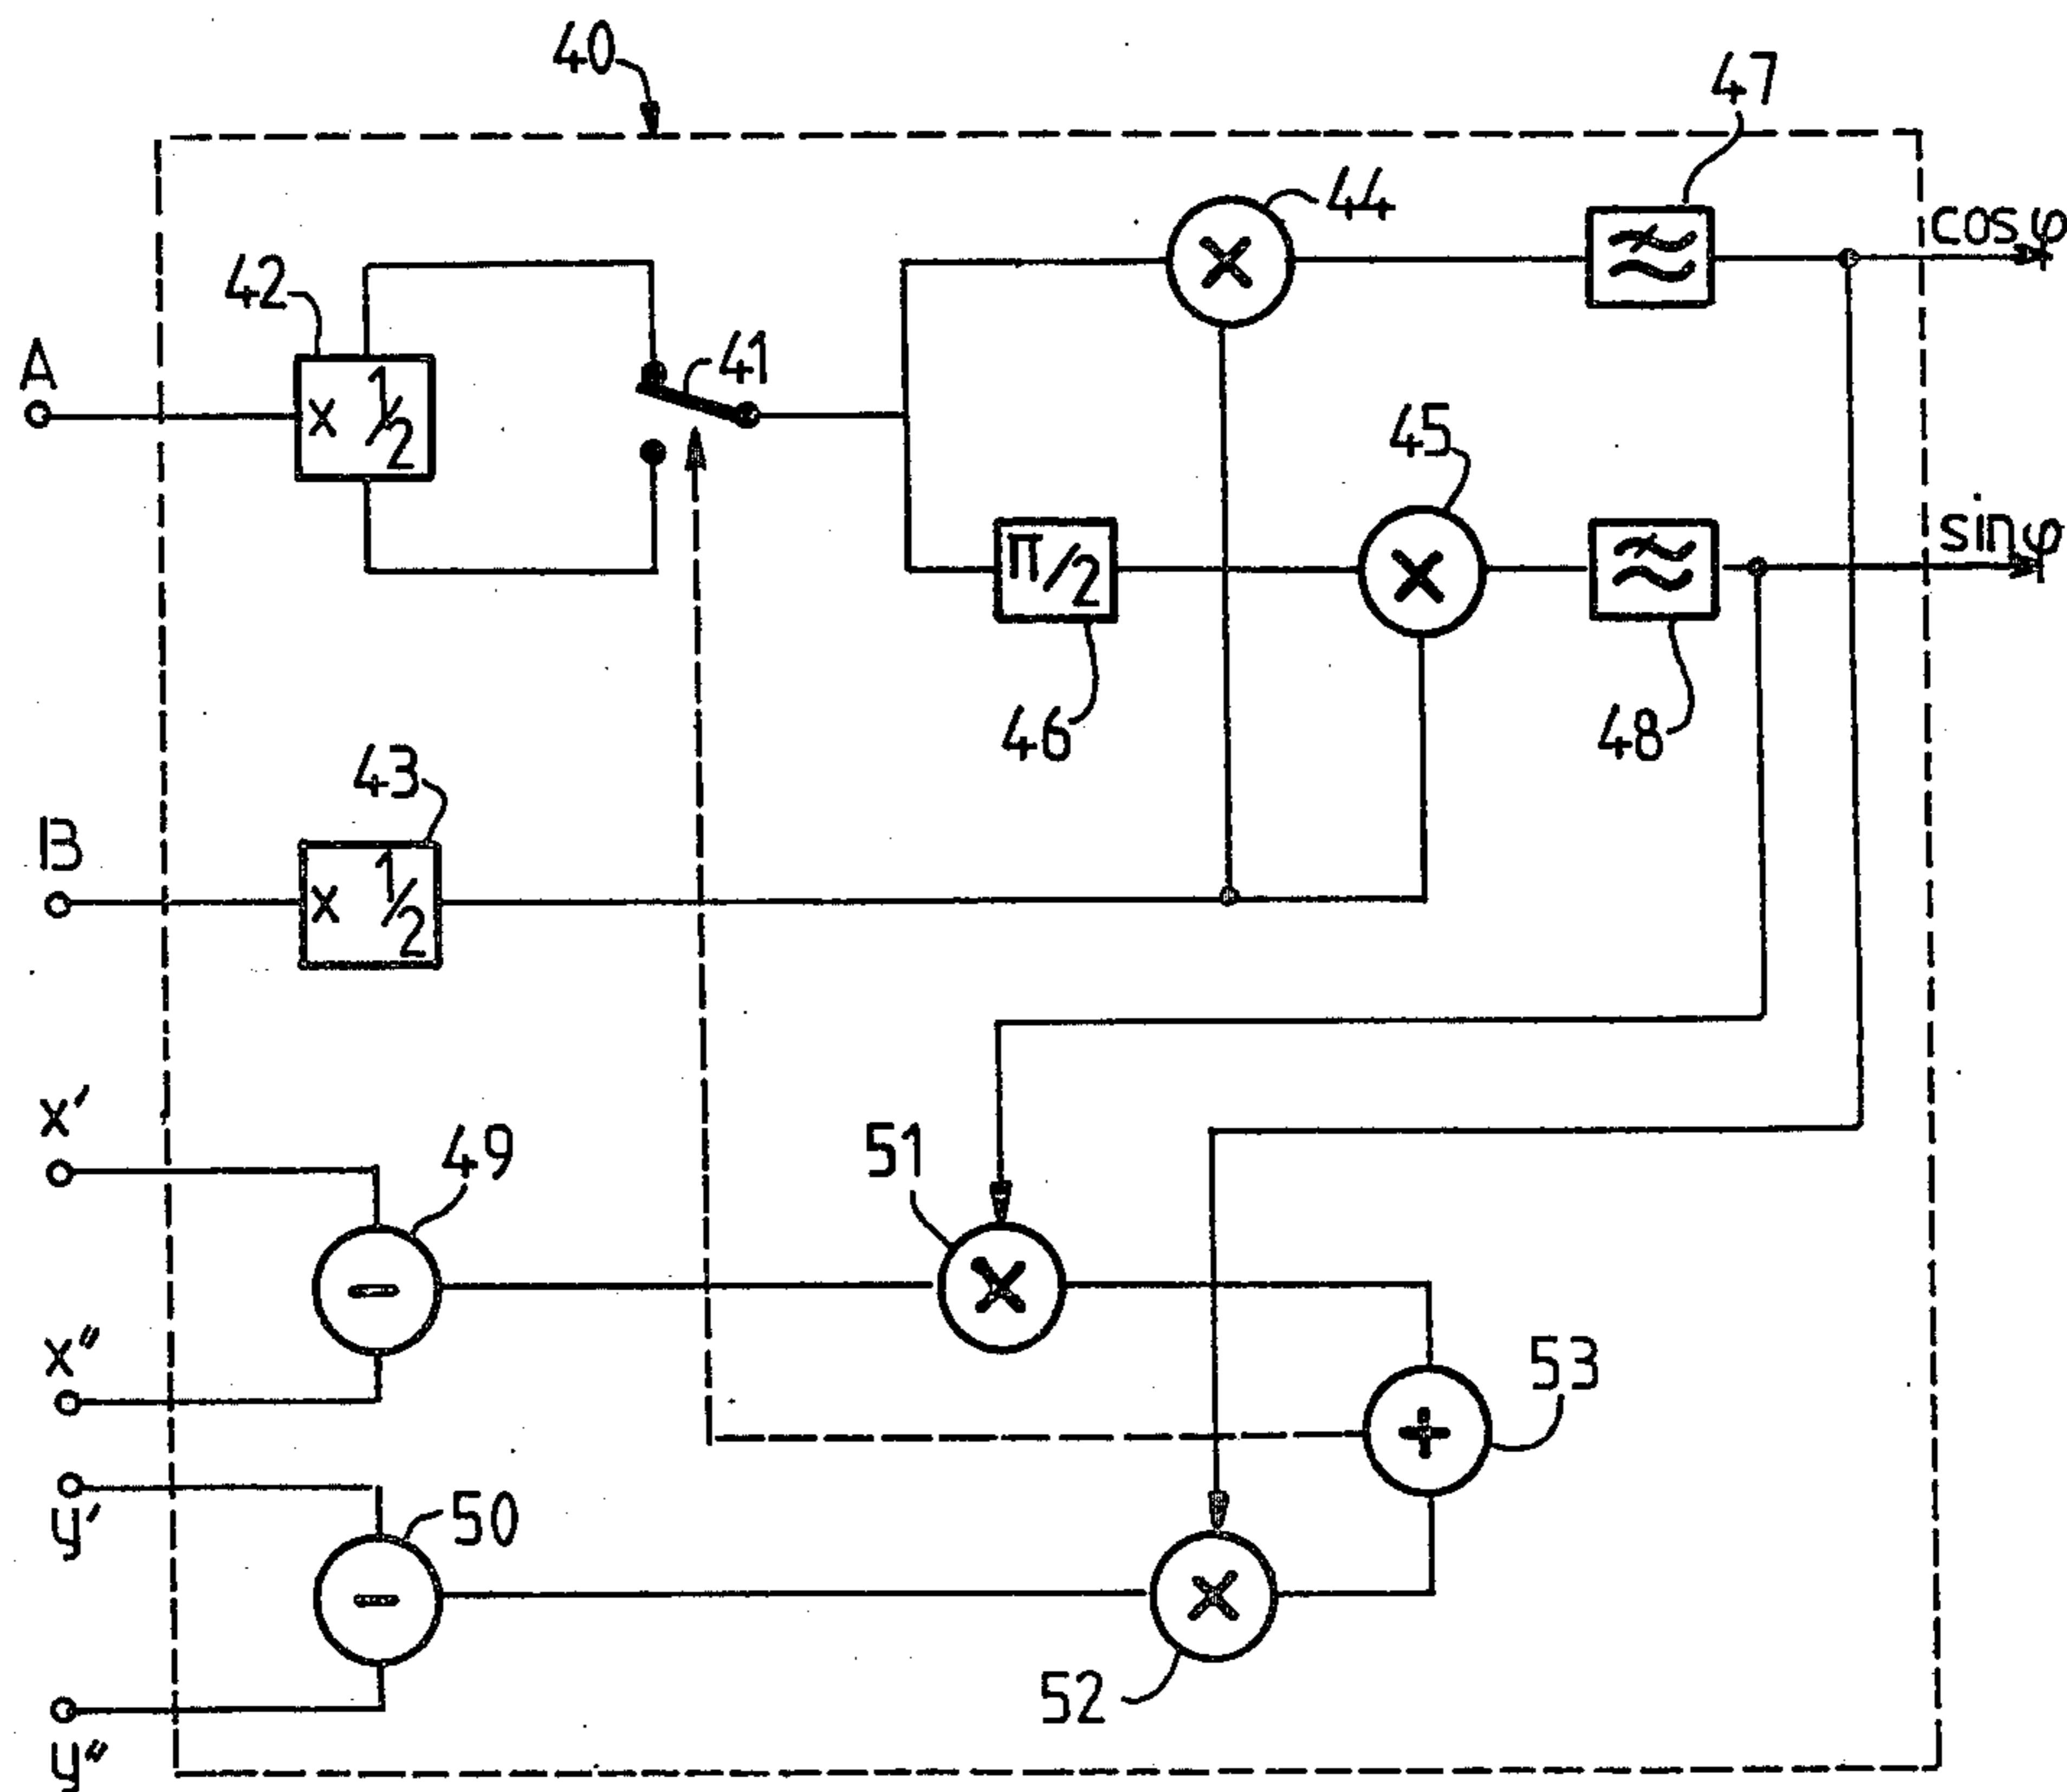 40
47
44
cos φ
42
A
x 1/2
41
45
sin φ
π/2
46
48
43
B
x 1/2
x'
49
51
x"
53
y'
50
52
y"